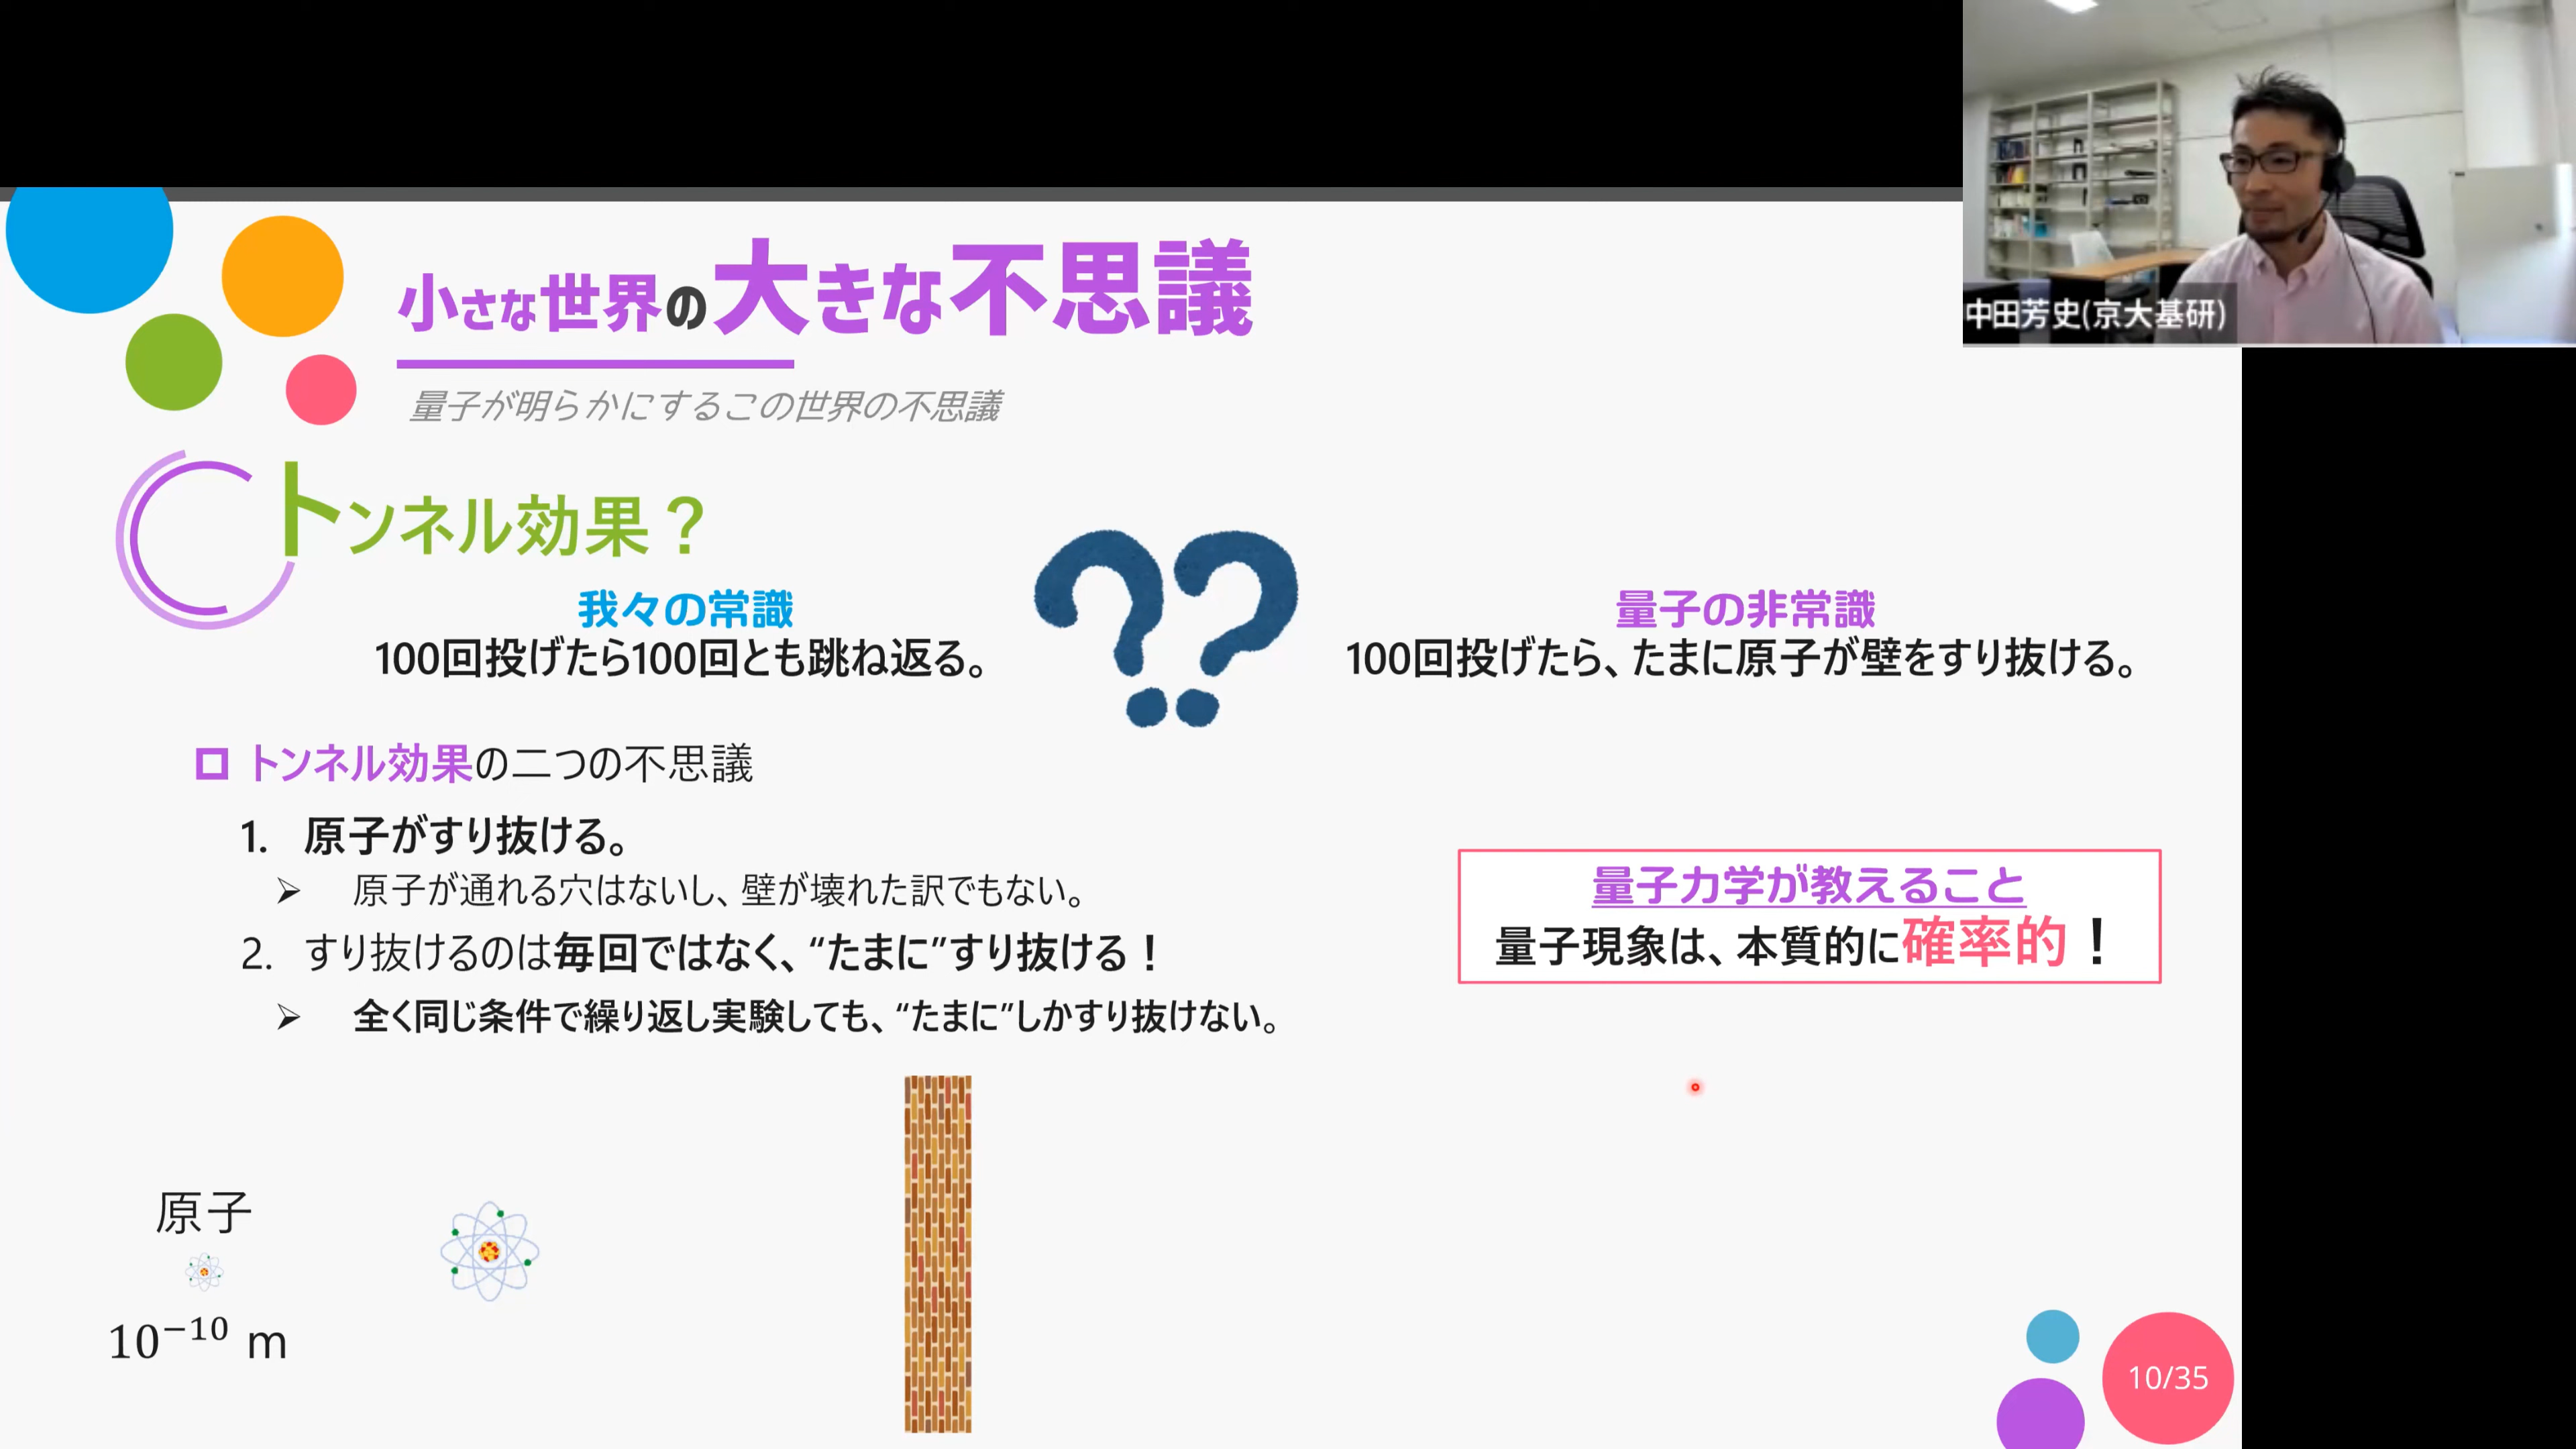 中田芳史(京大基研)
小さな世界の大きな不思議
量子が明らかにするこの世界の不思議
トンネル効果？
我々の常識
100回投げたら100回とも跳ね返る。
??
量子の非常識
100回投げたら、たまに原子が壁をすり抜ける。
トンネル効果の二つの不思議
1. 原子がすり抜ける。
➢ 原子が通れる穴はないし、壁が壊れた訳でもない。
2. すり抜けるのは毎回ではなく、“たまに”すり抜ける！
➢ 全く同じ条件で繰り返し実験しても、“たまに”しかすり抜けない。
量子力学が教えること
量子現象は、本質的に確率的！
原子
10⁻¹⁰ m
10/35